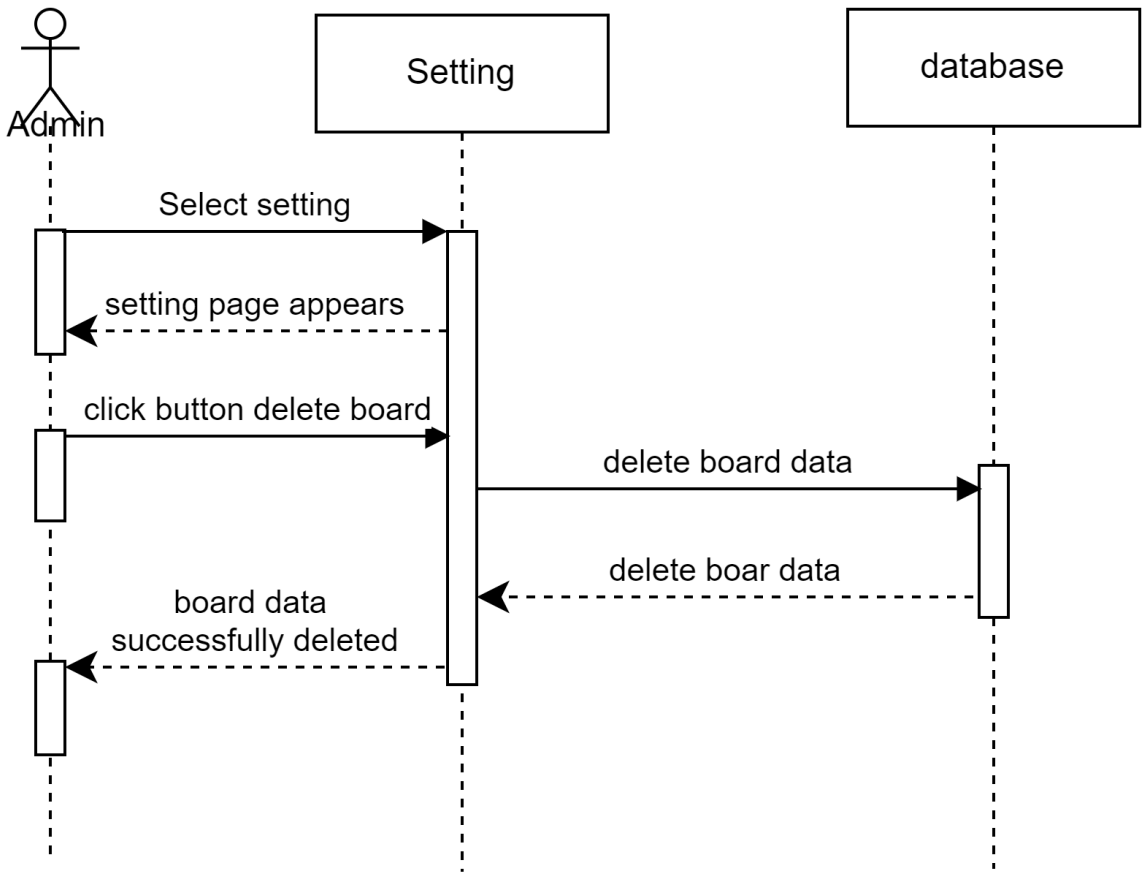 Admin
Setting
database
Select setting
setting page appears
click button delete board
delete board data
delete boar data
board data
successfully deleted